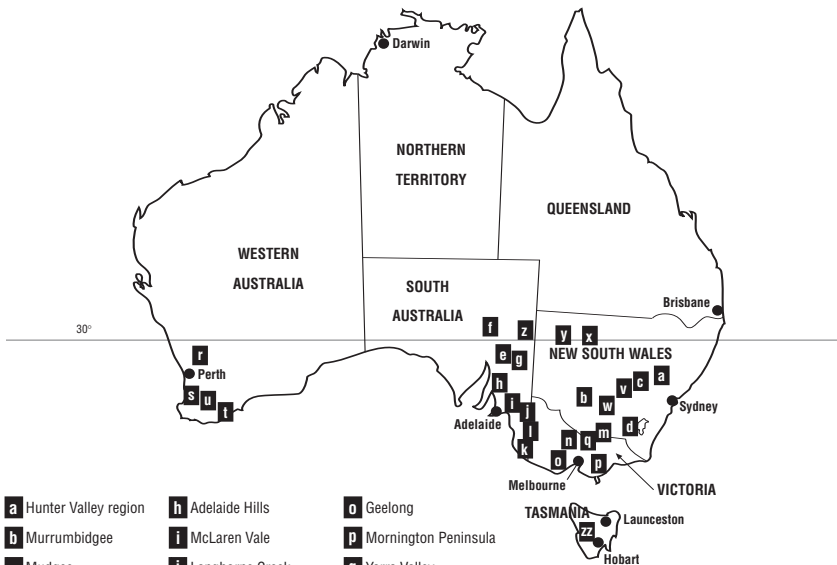 Darwin
NORTHERN
TERRITORY
QUEENSLAND
WESTERN
AUSTRALIA
SOUTH
AUSTRALIA
Brisbane
30°
f
z
y
x
NEW SOUTH WALES
r
e
g
Perth
h
a
c
v
b
s
u
t
i
j
w
Sydney
Adelaide
d
l
m
n
q
k
o
p
Melbourne
VICTORIA
TASMANIA
Launceston
zz
Hobart
a Hunter Valley region
h Adelaide Hills
o Geelong
b Murrumbidgee
i McLaren Vale
p Mornington Peninsula